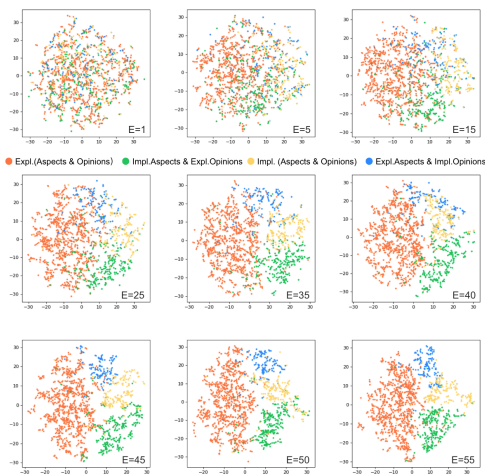 E=1
E=5
E=15
Expl.(Aspects & Opinions) Impl.Aspects & Expl.Opinions Impl. (Aspects & Opinions) Expl.Aspects & Impl.Opinions
E=25
E=35
E=40
E=45
E=50
E=55